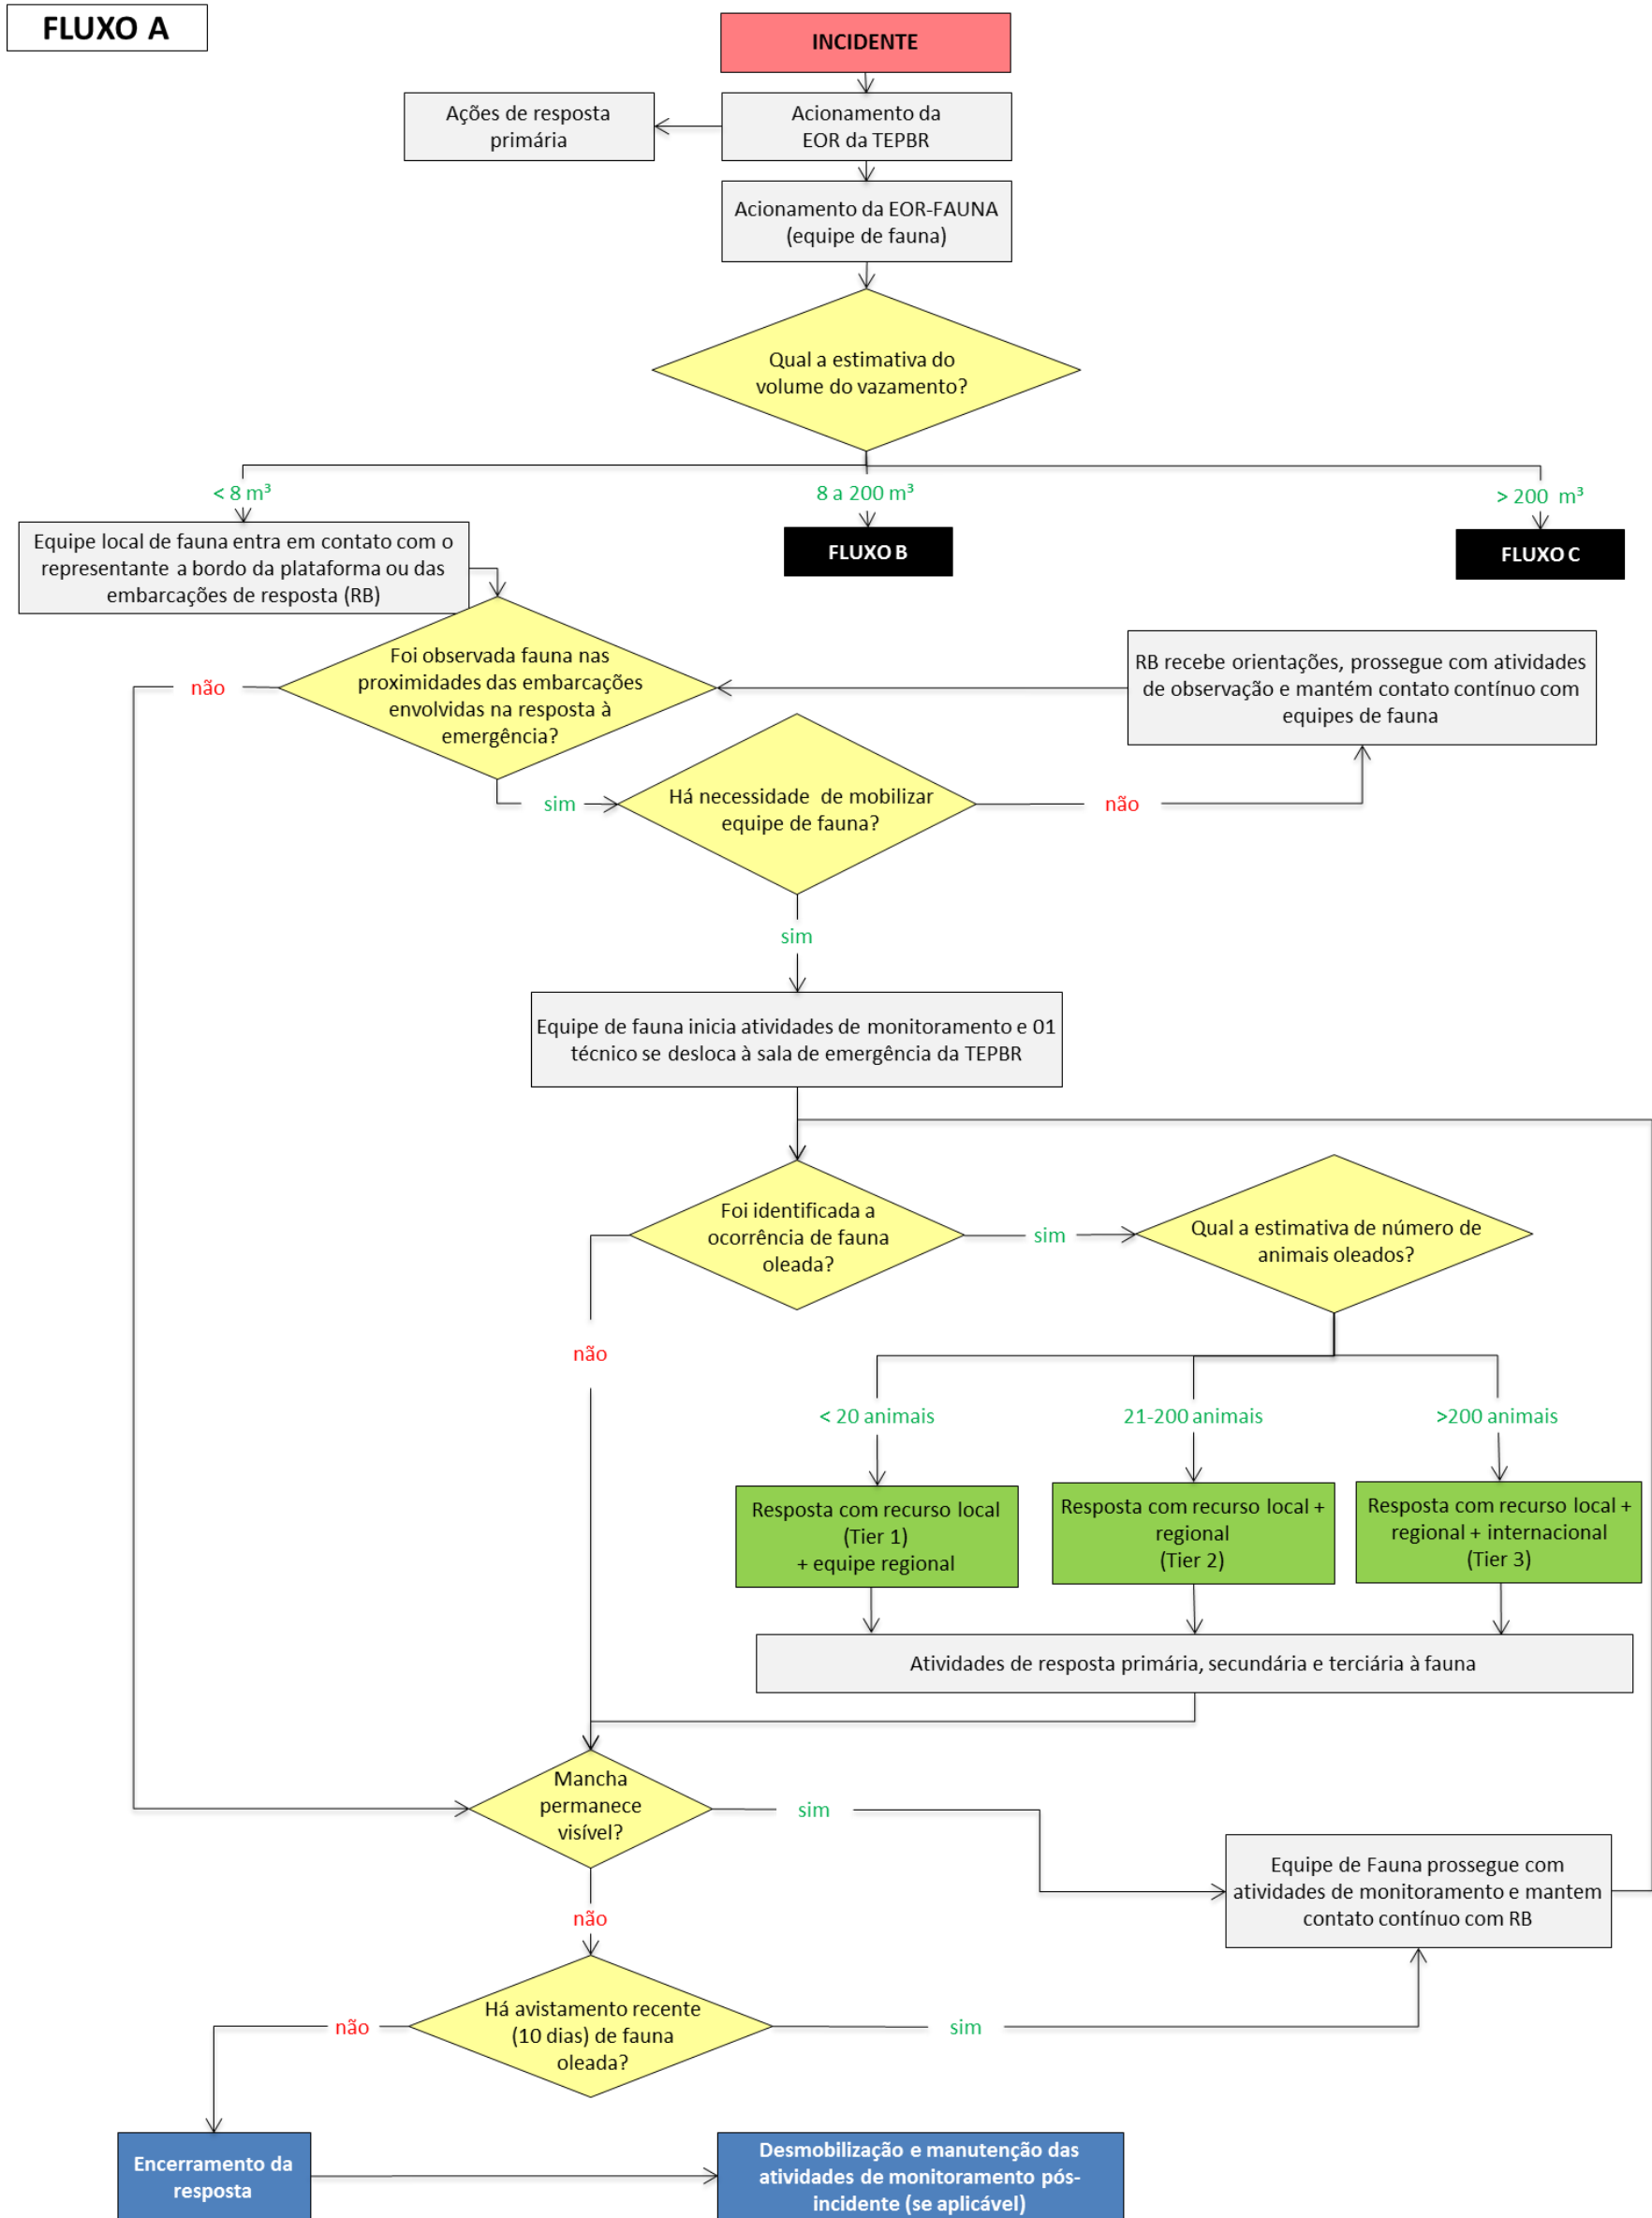 FLUXO A
INCIDENTE
Ações de resposta
primária
Acionamento da
EOR da TEPBR
Acionamento da EOR-FAUNA
(equipe de fauna)
Qual a estimativa do
volume do vazamento?
< 8 m³
8 a 200 m³
> 200 m³
Equipe local de fauna entra em contato com o
representante a bordo da plataforma ou das
embarcações de resposta (RB)
FLUXO B
FLUXO C
Foi observada fauna nas
proximidades das embarcações
envolvidas na resposta à
emergência?
não
RB recebe orientações, prossegue com atividades
de observação e mantém contato contínuo com
equipes de fauna
sim
Há necessidade de mobilizar
equipe de fauna?
não
sim
Equipe de fauna inicia atividades de monitoramento e 01
técnico se desloca à sala de emergência da TEPBR
Foi identificada a
ocorrência de fauna
oleada?
sim
Qual a estimativa de número de
animais oleados?
não
< 20 animais
21-200 animais
>200 animais
Resposta com recurso local
(Tier 1)
+ equipe regional
Resposta com recurso local +
regional
(Tier 2)
Resposta com recurso local +
regional + internacional
(Tier 3)
Atividades de resposta primária, secundária e terciária à fauna
Mancha
permanece
visível?
sim
Equipe de Fauna prossegue com
atividades de monitoramento e mantem
contato contínuo com RB
não
Há avistamento recente
(10 dias) de fauna
oleada?
não
sim
Encerramento da
resposta
Desmobilização e manutenção das
atividades de monitoramento pós-
incidente (se aplicável)